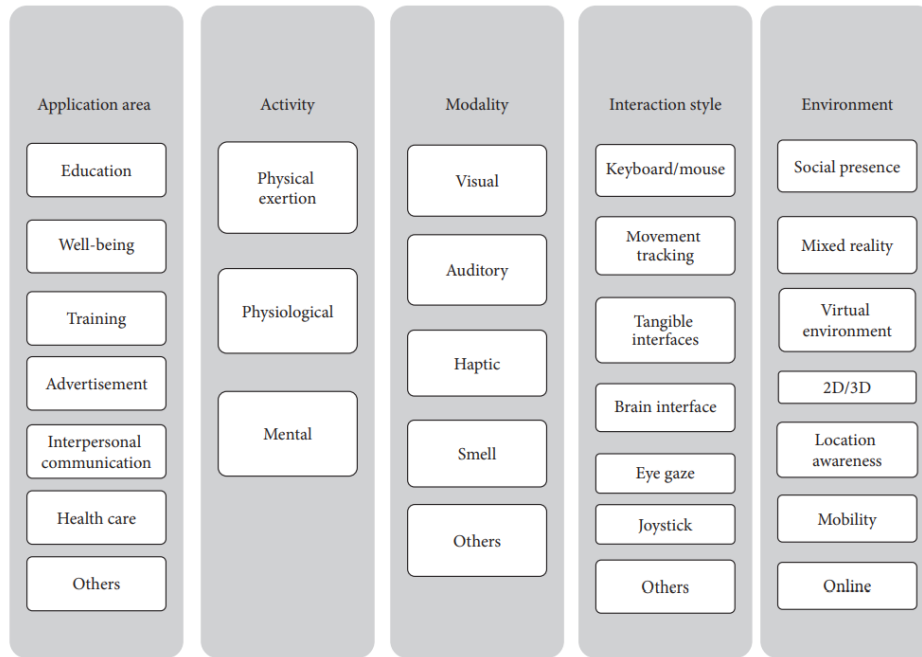 Application area
Education
Well-being
Training
Advertisement
Interpersonal
communication
Health care
Others
Activity
Physical
exertion
Physiological
Mental
Modality
Visual
Auditory
Haptic
Smell
Others
Interaction style
Keyboard/mouse
Movement
tracking
Tangible
interfaces
Brain interface
Eye gaze
Joystick
Others
Environment
Social presence
Mixed reality
Virtual
environment
2D/3D
Location
awareness
Mobility
Online